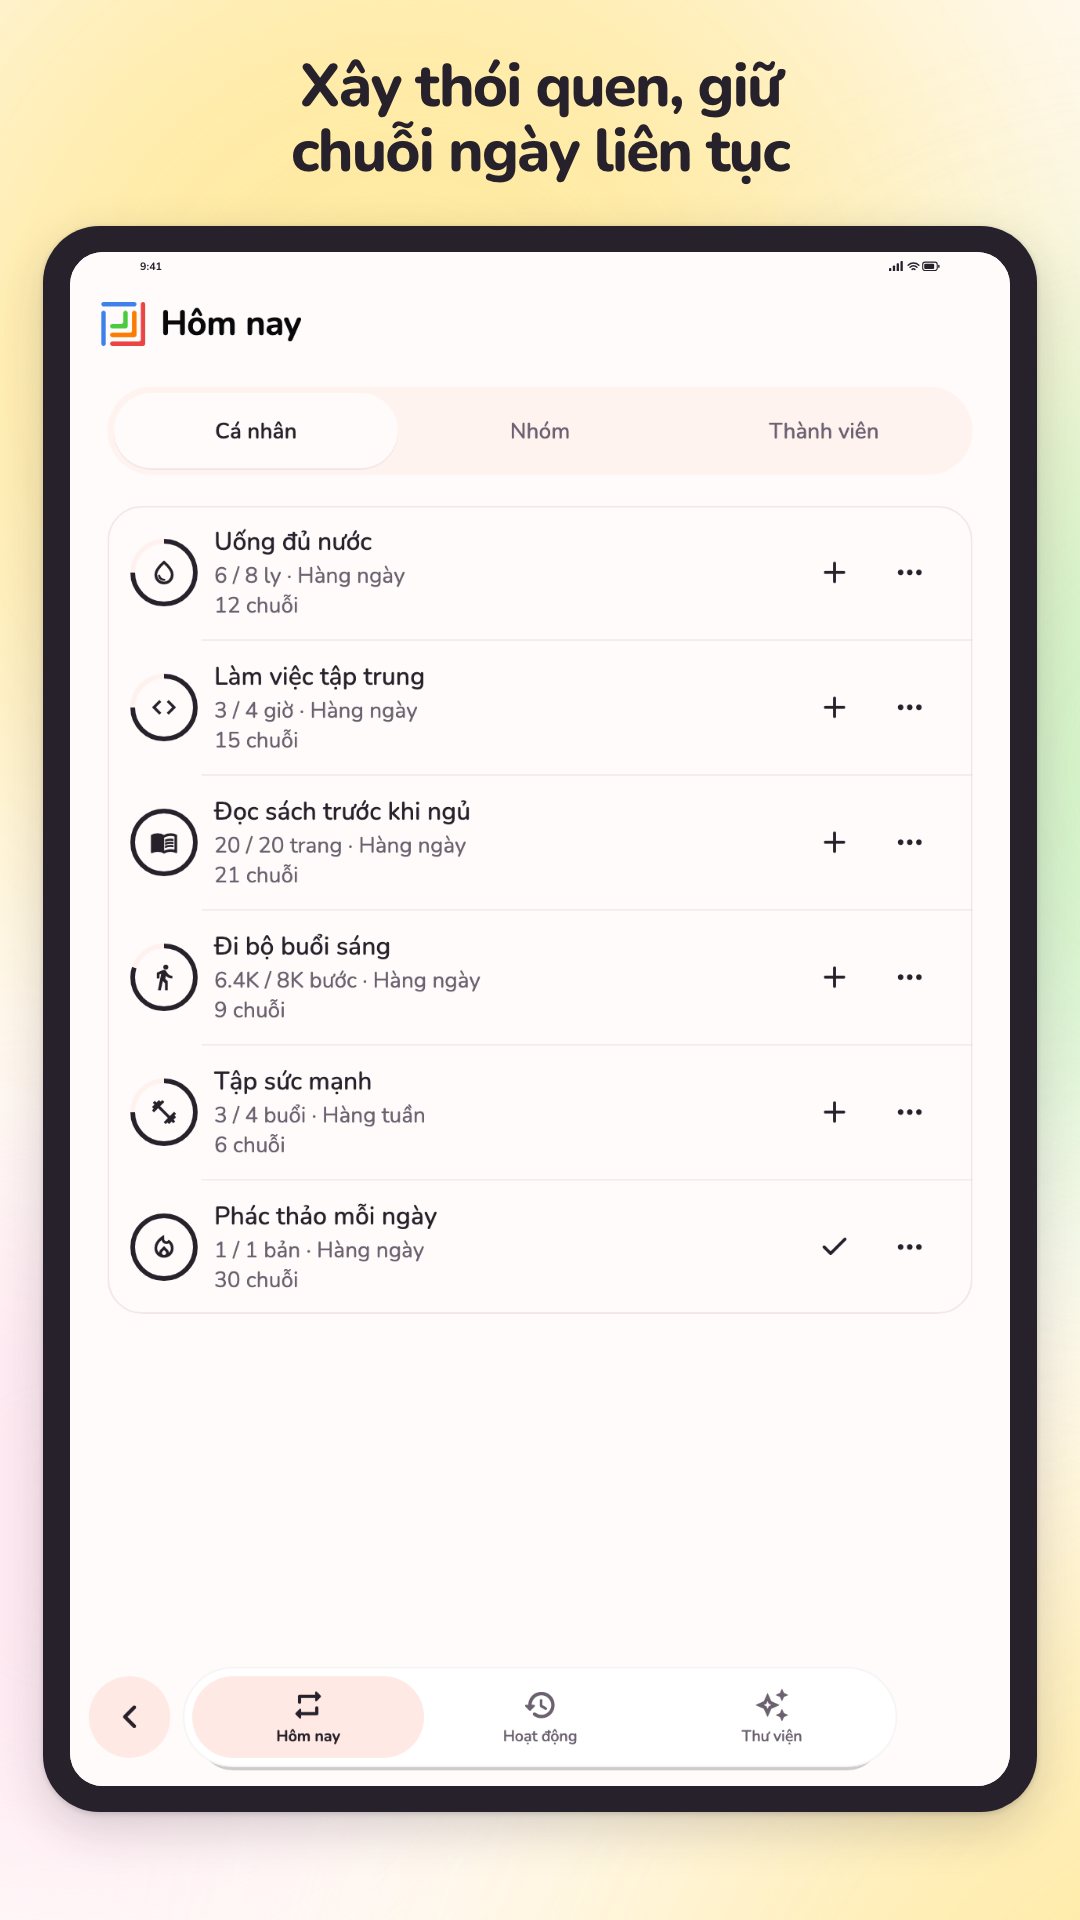 Xây thói quen, giữ
chuỗi ngày liên tục
9:41
Hôm nay
Cá nhân
Nhóm
Thành viên
Uống đủ nước
6 / 8 ly · Hàng ngày
12 chuỗi
Làm việc tập trung
3 / 4 giờ · Hàng ngày
15 chuỗi
Đọc sách trước khi ngủ
20 / 20 trang · Hàng ngày
21 chuỗi
Đi bộ buổi sáng
6.4K / 8K bước · Hàng ngày
9 chuỗi
Tập sức mạnh
3 / 4 buổi · Hàng tuần
6 chuỗi
Phác thảo mỗi ngày
1 / 1 bản · Hàng ngày
30 chuỗi
Hôm nay
Hoạt động
Thư viện